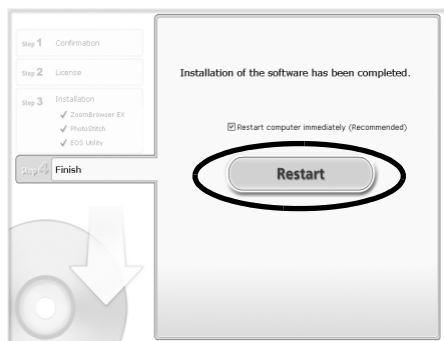 Step 1 Confirmation
Step 2 License
Step 3 Installation
✓ ZoomBrowser EX
✓ PhotoStitch
✓ EOS Utility
Step 4 Finish
Installation of the software has been completed.
Restart computer immediately (Recommended)
Restart